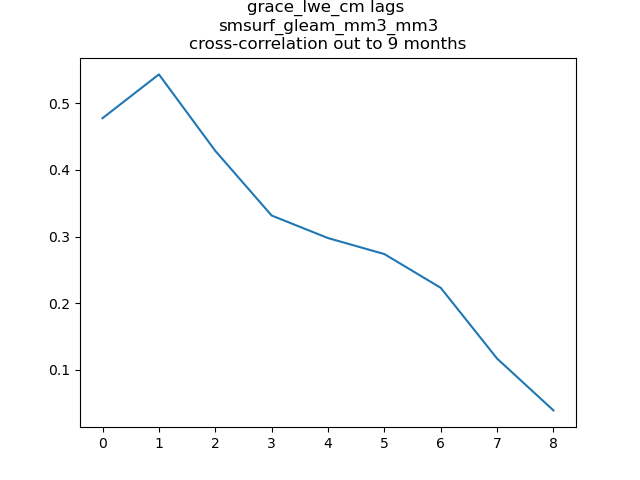 grace_lwe_cm lags
smsurf_gleam_mm3_mm3
cross-correlation out to 9 months
0.5
0.4
0.3
0.2
0.1
0 1 2 3 4 5 6 7 8